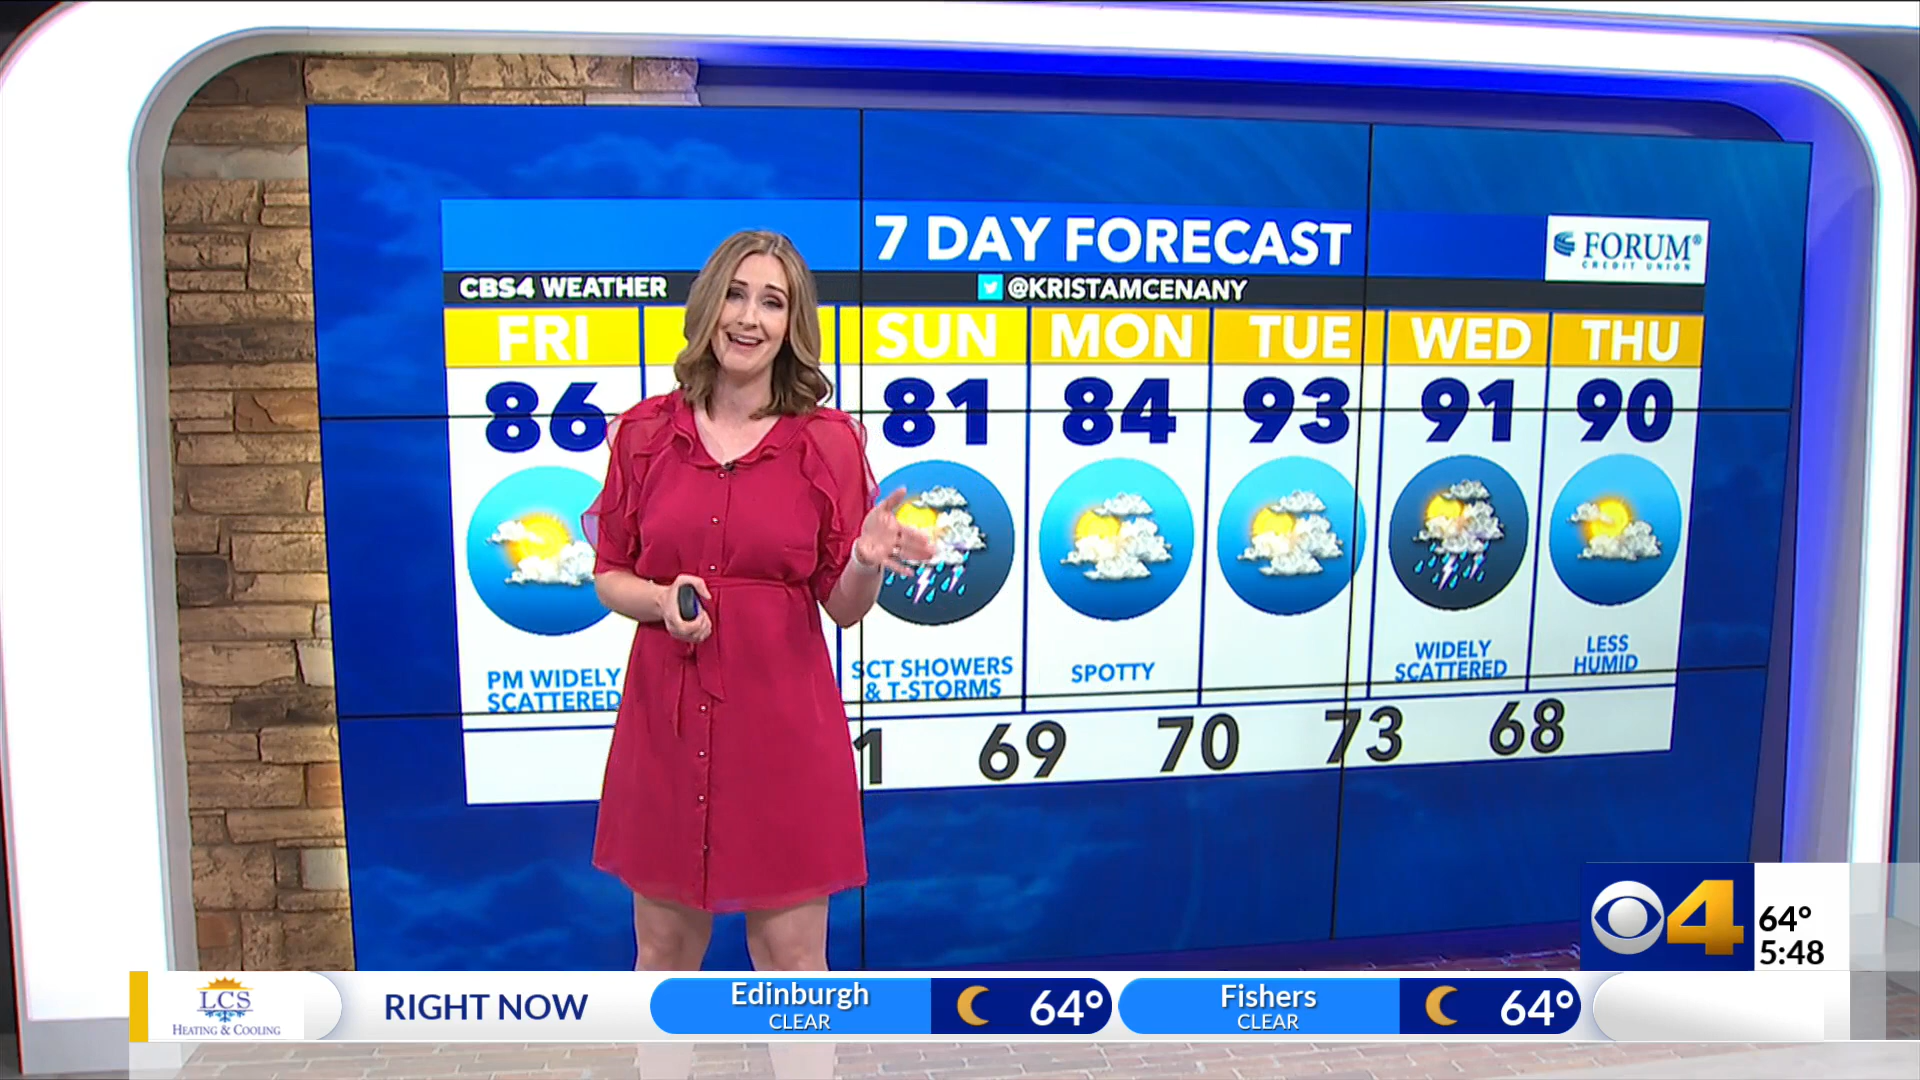 7 DAY FORECAST
FORUM®
CREDIT UNION
CBS4 WEATHER
@KRISTAMCENANY
FRI SUN MON TUE WED THU
86 81 84 93 91 90
PM WIDELY
SCATTERED
SCT SHOWERS
& T-STORMS
SPOTTY
WIDELY
SCATTERED
LESS
HUMID
1 69 70 73 68
4
64°
5:48
LCS
HEATING & COOLING
RIGHT NOW
Edinburgh
CLEAR
64°
Fishers
CLEAR
64°